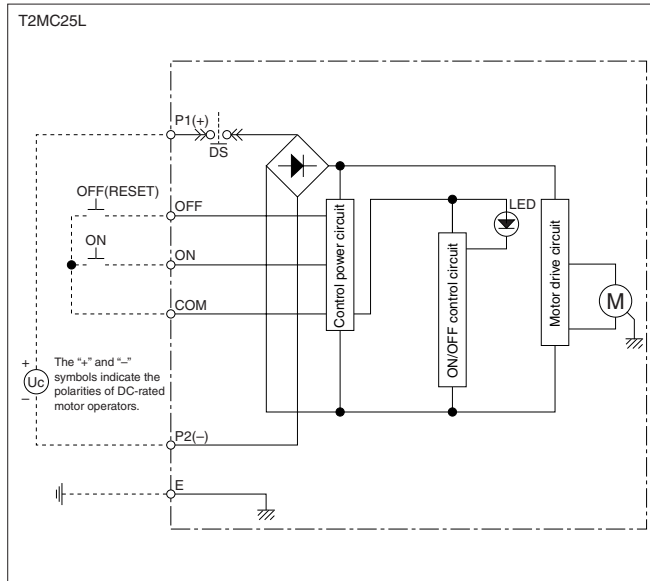 T2MC25L
P1(+)
DS
OFF(RESET)
OFF
LED
ON
ON
COM
Control power circuit
ON/OFF control circuit
Motor drive circuit
M
+
Uc
–
The “+” and “–”
symbols indicate the
polarities of DC-rated
motor operators.
P2(–)
E